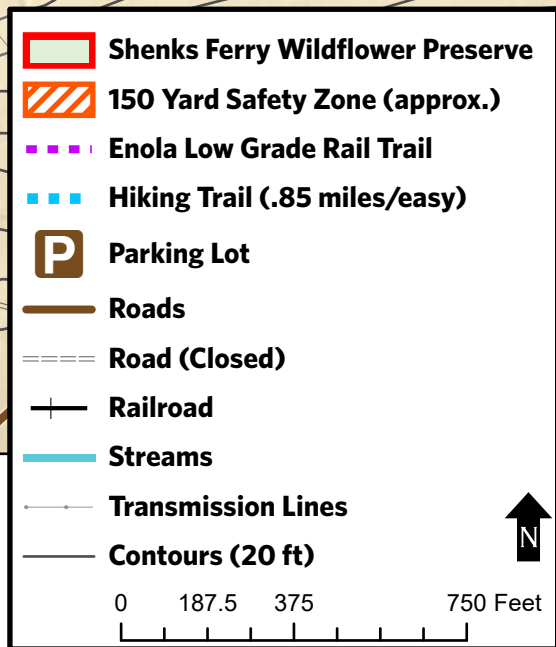 Shenks Ferry Wildflower Preserve
150 Yard Safety Zone (approx.)
Enola Low Grade Rail Trail
Hiking Trail (.85 miles/easy)
P Parking Lot
Roads
Road (Closed)
Railroad
Streams
Transmission Lines
Contours (20 ft)
N
0 187.5 375 750 Feet